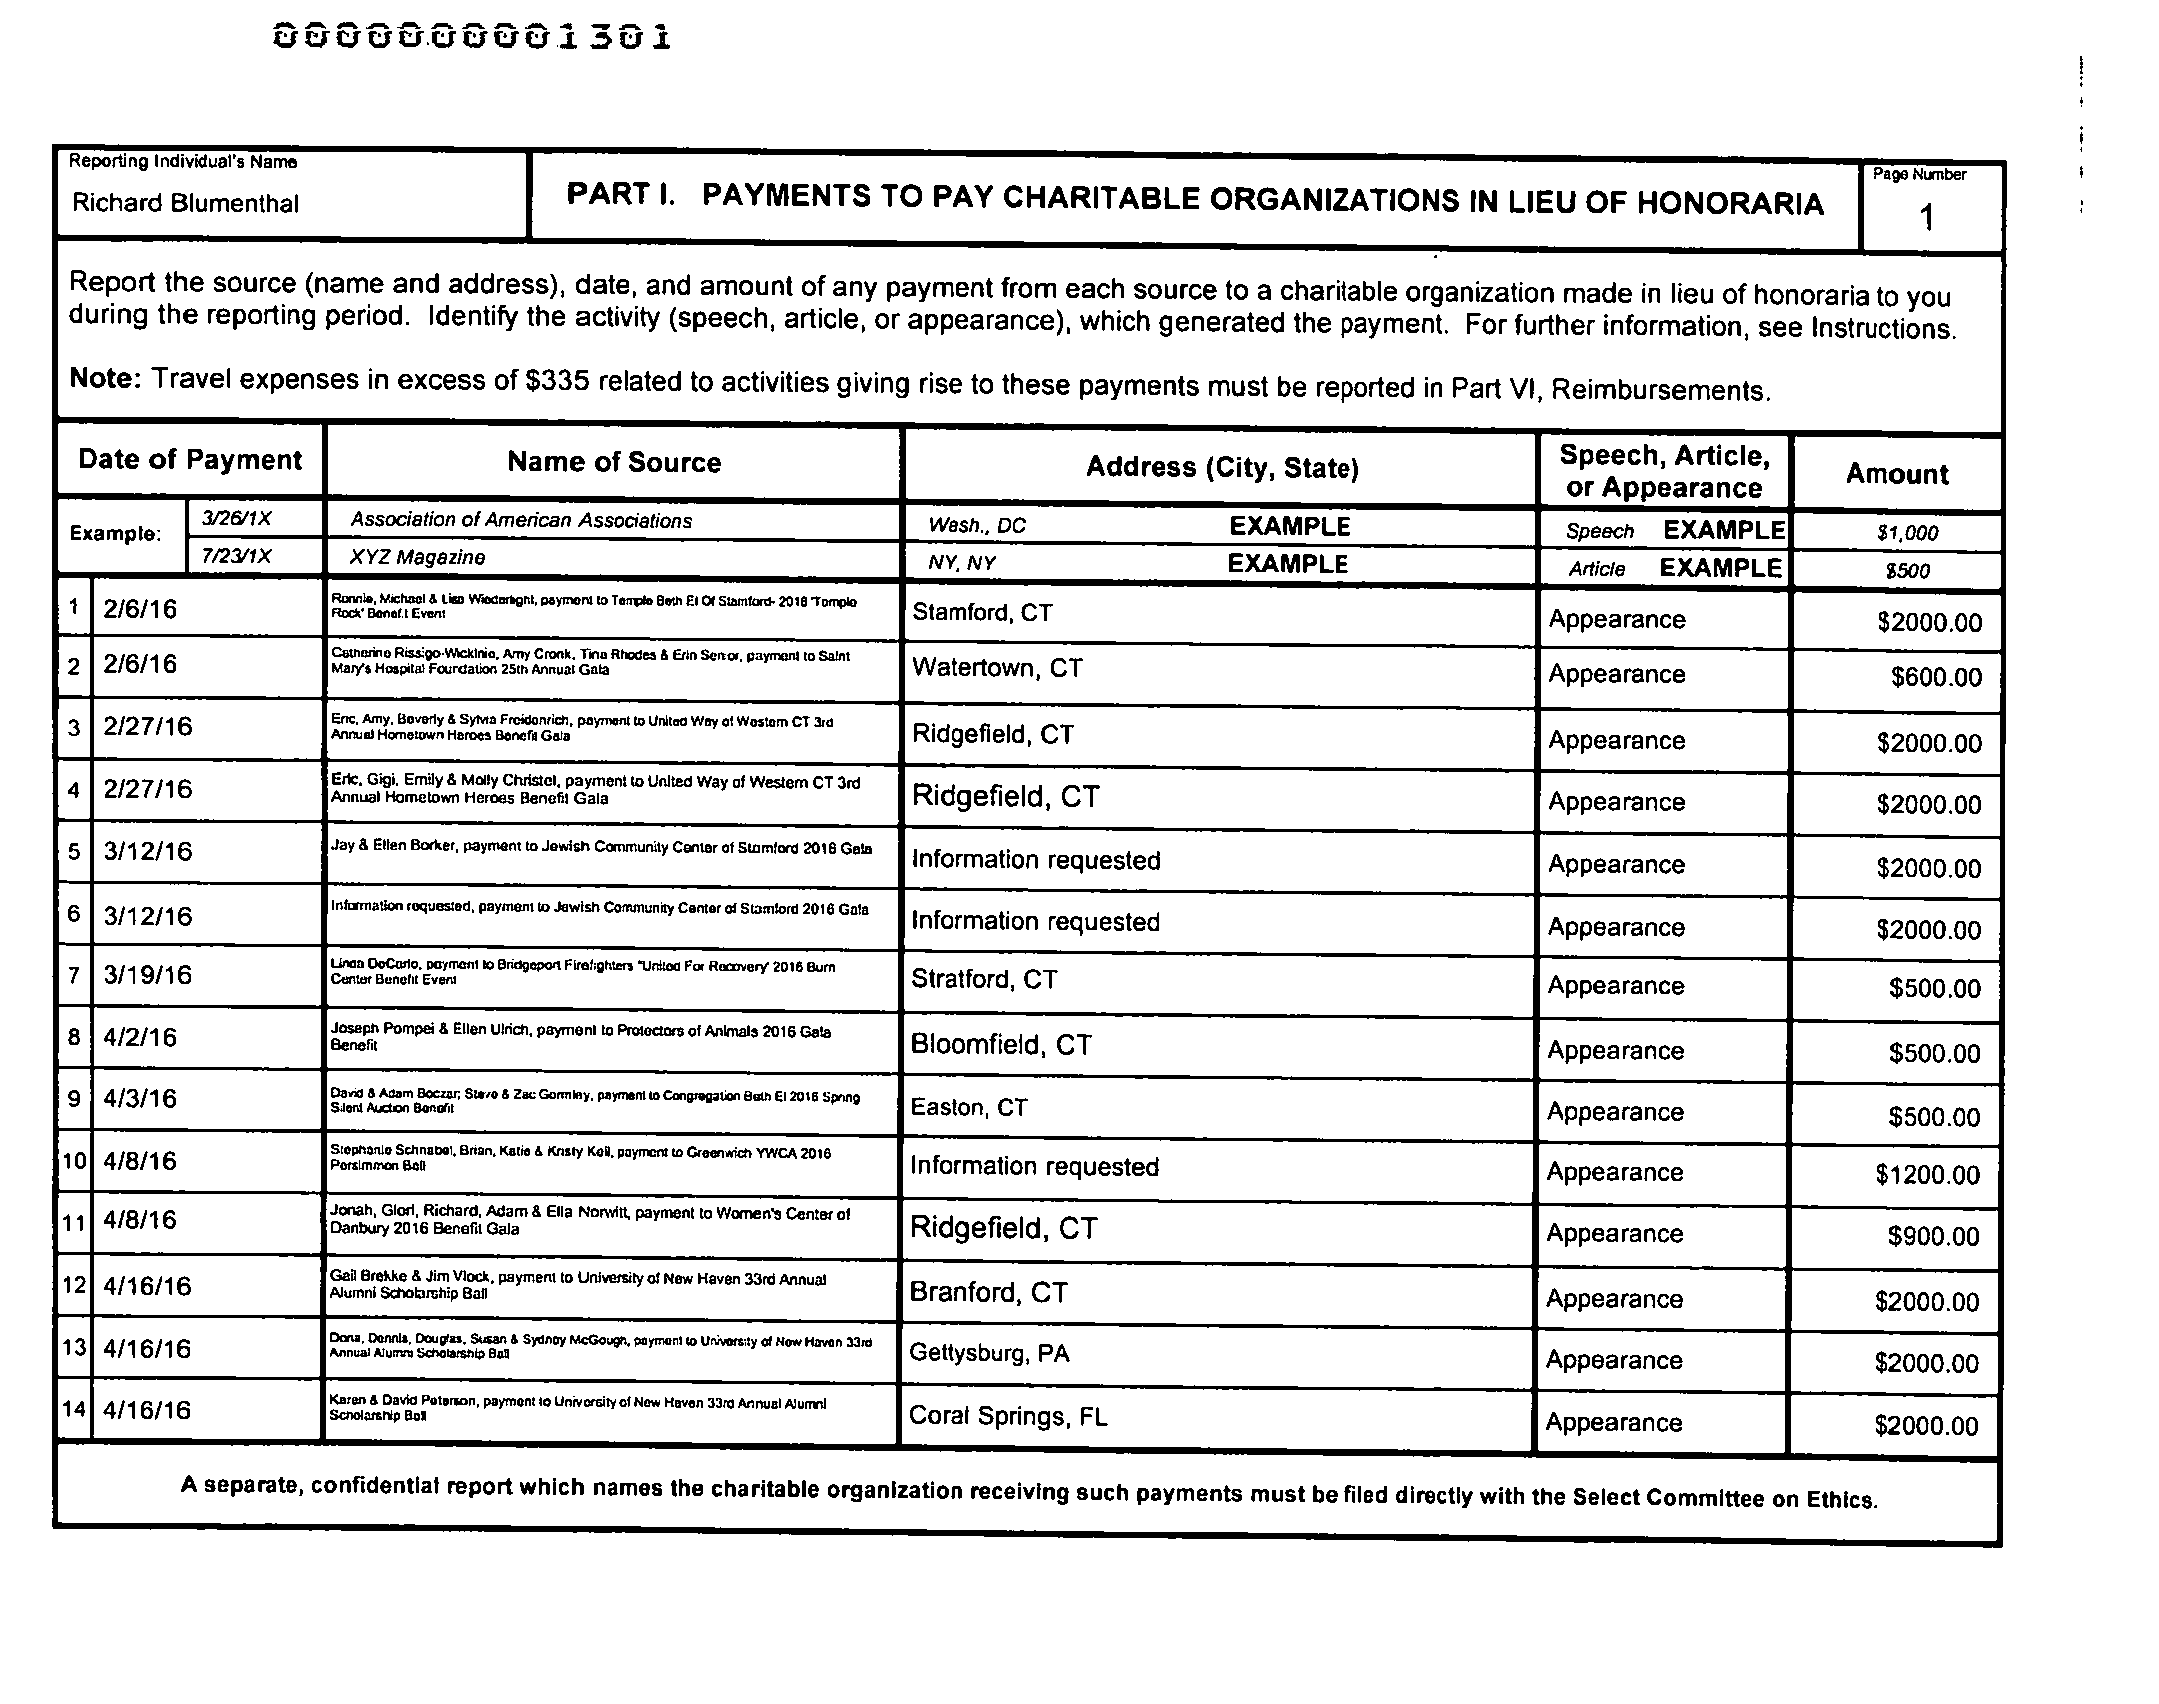 0000000001301
Reporting Individual's Name
Richard Blumenthal
PART I. PAYMENTS TO PAY CHARITABLE ORGANIZATIONS IN LIEU OF HONORARIA
Page Number
1
Report the source (name and address), date, and amount of any payment from each source to a charitable organization made in lieu of honoraria to you
during the reporting period. Identify the activity (speech, article, or appearance), which generated the payment. For further information, see Instructions.
Note: Travel expenses in excess of $335 related to activities giving rise to these payments must be reported in Part VI, Reimbursements.
Date of Payment Name of Source Address (City, State) Speech, Article, or Appearance Amount
Example: 3/26/1X Association of American Associations Wash., DC EXAMPLE Speech EXAMPLE $1,000
7/23/1X XYZ Magazine NY, NY EXAMPLE Article EXAMPLE $500
1 2/6/16 Ronnie, Michael & Lisa payment to Temple Beth El Of Stamford- 2016 "Temple
Rock" Benefit Event Stamford, CT Appearance $2000.00
2 2/6/16 Catherine Amy Cronk, Tina Rhodes & Erin payment to Saint
Mary's Hospital Foundation 25th Annual Gala Watertown, CT Appearance $600.00
3 2/27/16 Eric, Amy, Beverly & Sylvia Freidenrich, payment to United Way of Western CT 3rd
Annual Hometown Heroes Benefit Gala Ridgefield, CT Appearance $2000.00
4 2/27/16 Eric, Gigi, Emily & Molly Christel, payment to United Way of Western CT 3rd
Annual Hometown Heroes Benefit Gala Ridgefield, CT Appearance $2000.00
5 3/12/16 Jay & Ellen Borker, payment to Jewish Community Center of Stamford 2016 Gala Information requested Appearance $2000.00
6 3/12/16 Information requested, payment to Jewish Community Center of Stamford 2016 Gala Information requested Appearance $2000.00
7 3/19/16 Linda DeCarlo, payment to Bridgeport Firefighters "United For Recovery" 2016 Burn
Center Benefit Event Stratford, CT Appearance $500.00
8 4/2/16 Joseph Pompei & Ellen Ulrich, payment to Protectors of Animals 2016 Gala
Benefit Bloomfield, CT Appearance $500.00
9 4/3/16 David & Adam Boczar; Steve & Zac Gormley, payment to Congregation Beth El 2016 Spring
Silent Auction Benefit Easton, CT Appearance $500.00
10 4/8/16 Stephanie Schnabel, Brian, Katie & Kristy Kell, payment to Greenwich YWCA 2016
Persimmon Ball Information requested Appearance $1200.00
11 4/8/16 Jonah, Glori, Richard, Adam & Ella Norwitt, payment to Women's Center of
Danbury 2016 Benefit Gala Ridgefield, CT Appearance $900.00
12 4/16/16 Gail Brekke & Jim Vlock, payment to University of New Haven 33rd Annual
Alumni Scholarship Ball Branford, CT Appearance $2000.00
13 4/16/16 Dona, Dennis, Douglas, Susan & Sydney McGough, payment to University of New Haven 33rd
Annual Alumni Scholarship Ball Gettysburg, PA Appearance $2000.00
14 4/16/16 Karen & David Peterson, payment to University of New Haven 33rd Annual Alumni
Scholarship Ball Coral Springs, FL Appearance $2000.00
A separate, confidential report which names the charitable organization receiving such payments must be filed directly with the Select Committee on Ethics.